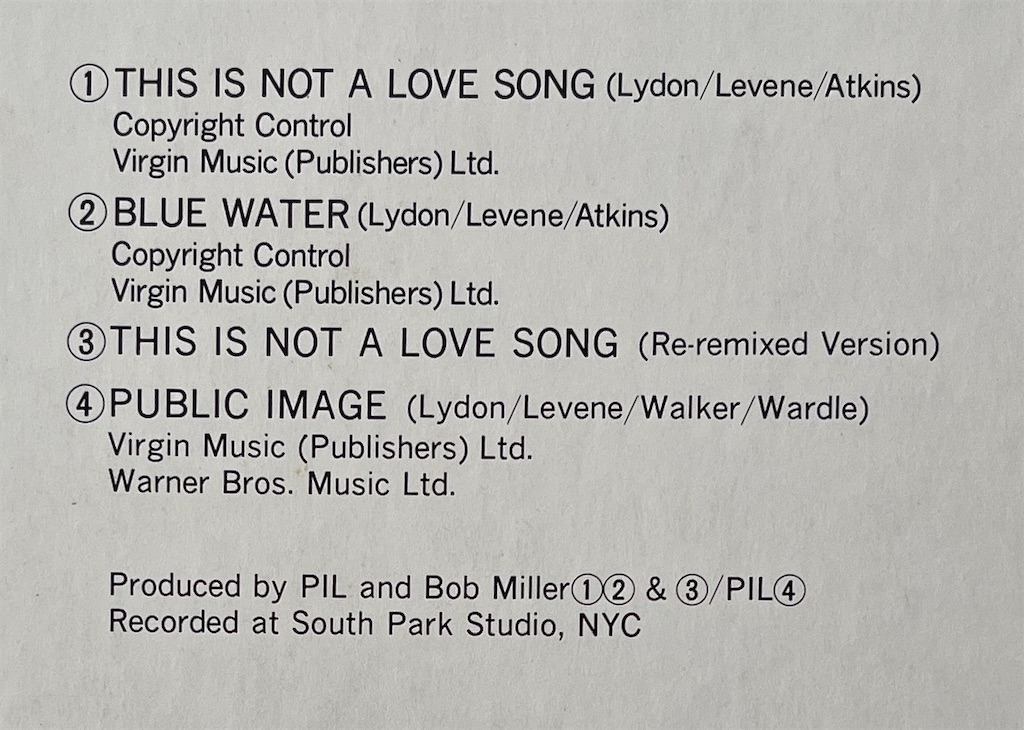 ①THIS IS NOT A LOVE SONG (Lydon/Levene/Atkins)
Copyright Control
Virgin Music (Publishers) Ltd.
②BLUE WATER (Lydon/Levene/Atkins)
Copyright Control
Virgin Music (Publishers) Ltd.
③THIS IS NOT A LOVE SONG (Re-remixed Version)
④PUBLIC IMAGE (Lydon/Levene/Walker/Wardle)
Virgin Music (Publishers) Ltd.
Warner Bros. Music Ltd.
Produced by PIL and Bob Miller①② & ③/PIL④
Recorded at South Park Studio, NYC